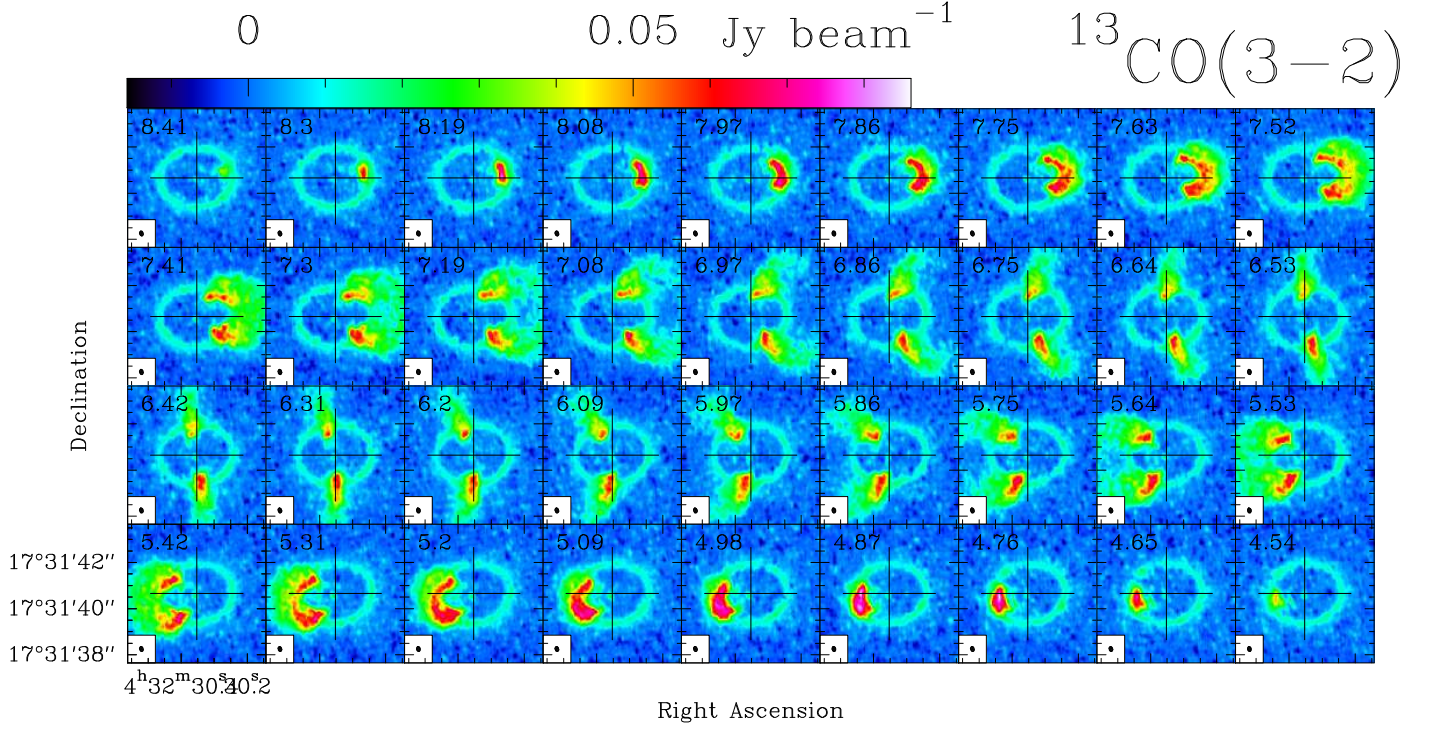 0 0.05 Jy beam⁻¹ ¹³CO(3−2)
8.41 8.3 8.19 8.08 7.97 7.86 7.75 7.63 7.52
7.41 7.3 7.19 7.08 6.97 6.86 6.75 6.64 6.53
Declination
6.42 6.31 6.2 6.09 5.97 5.86 5.75 5.64 5.53
5.42 5.31 5.2 5.09 4.98 4.87 4.76 4.65 4.54
17°31′42″
17°31′40″
17°31′38″
4ʰ32ᵐ30ˢ.
Right Ascension